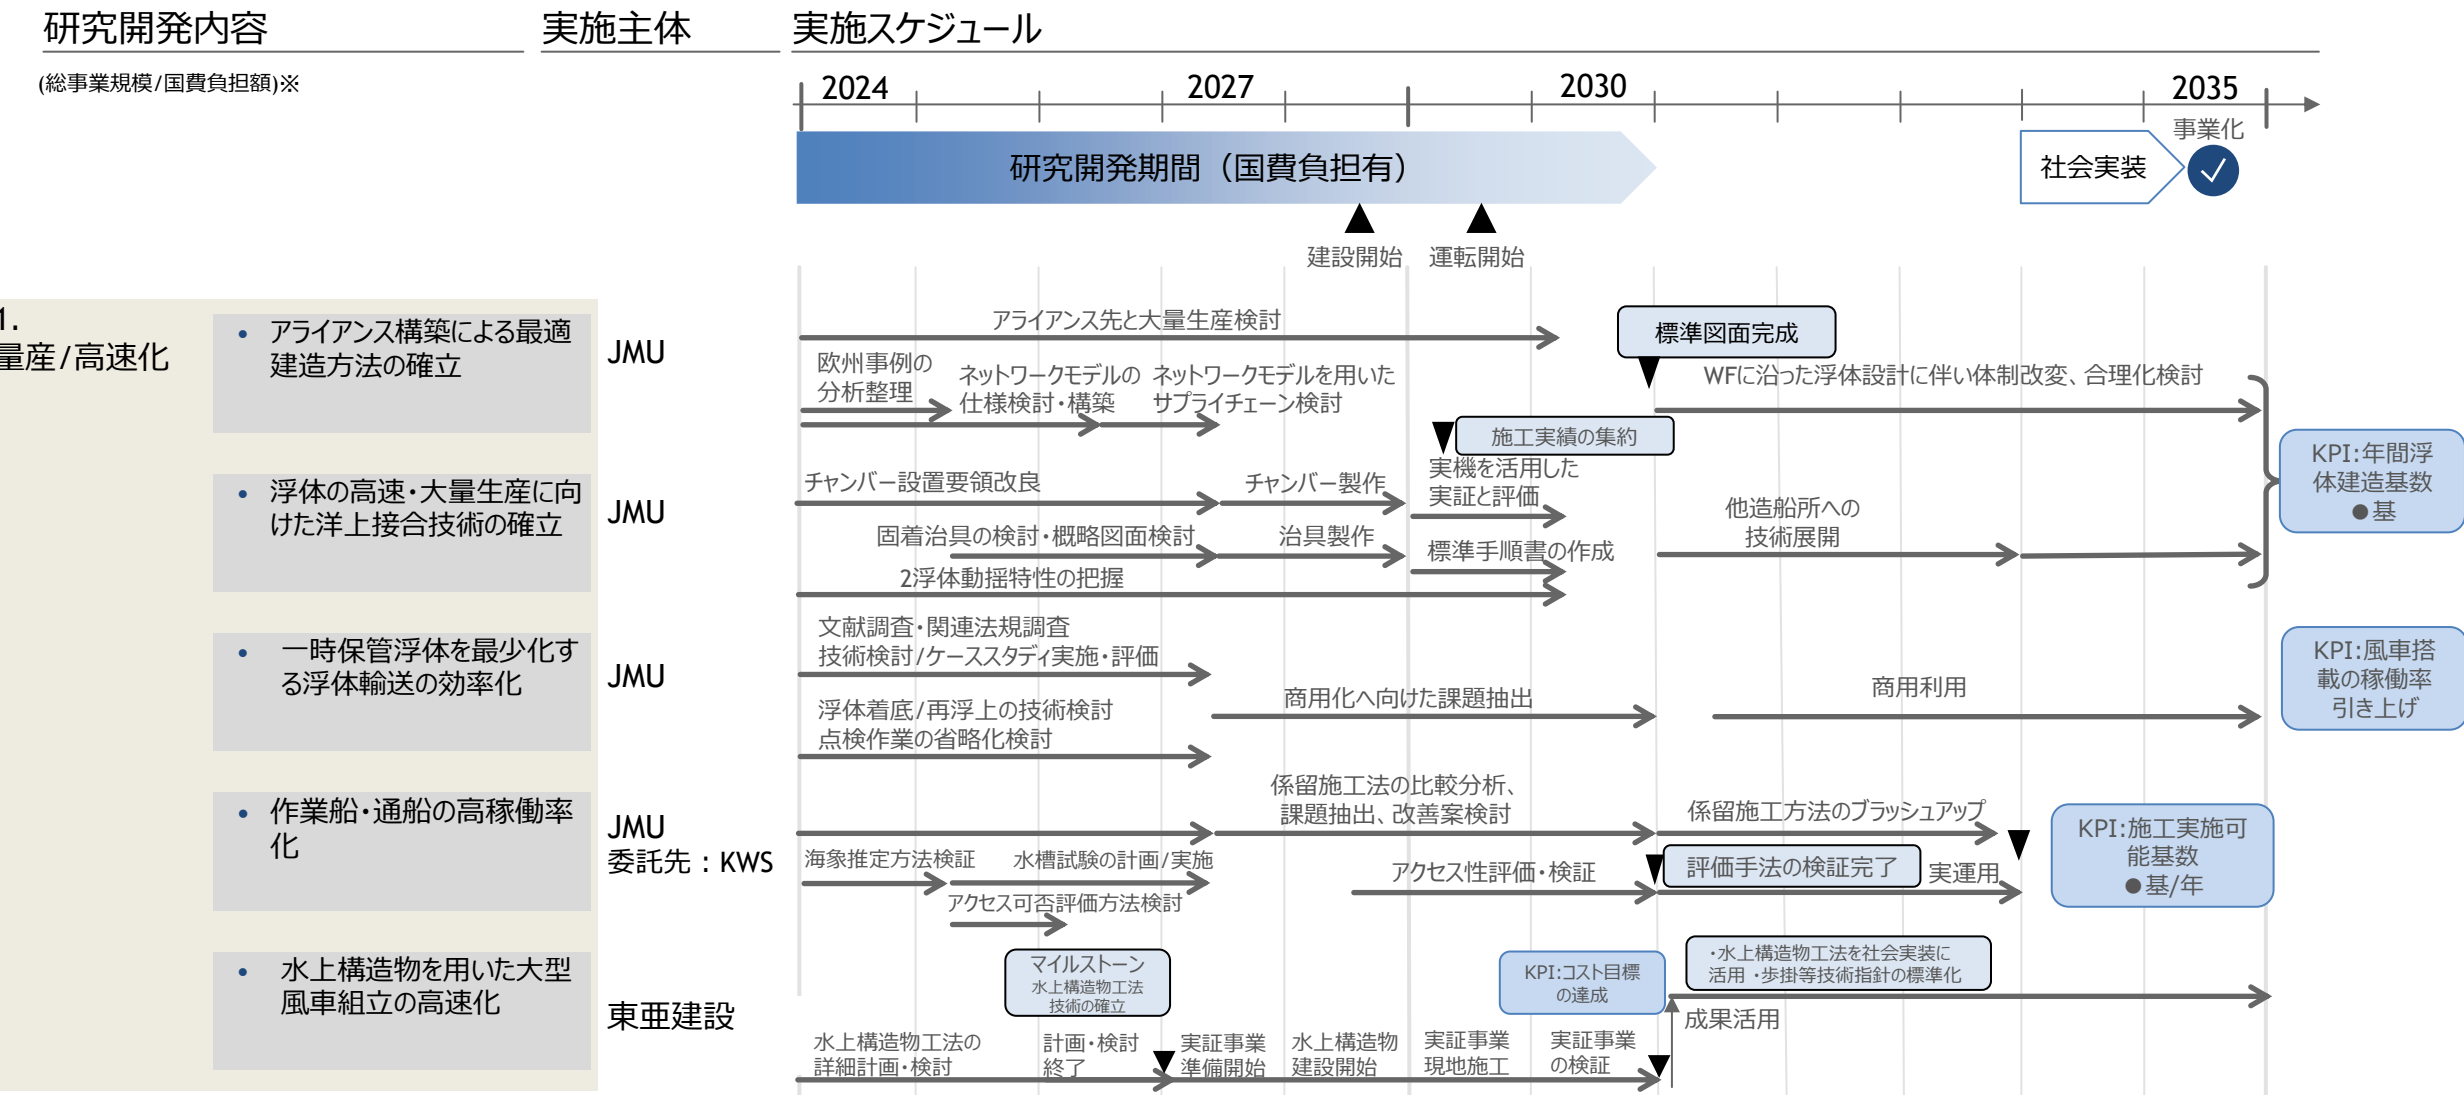 研究開発内容
実施主体
実施スケジュール
(総事業規模/国費負担額)※
2024
2027
2030
2035
事業化
研究開発期間（国費負担有）
社会実装
建設開始
運転開始
1.
量産/高速化
• アライアンス構築による最適
建造方法の確立
JMU
アライアンス先と大量生産検討
欧州事例の
分析整理
ネットワークモデルの
仕様検討・構築
ネットワークモデルを用いた
サプライチェーン検討
標準図面完成
WFに沿った浮体設計に伴い体制改変、合理化検討
施工実績の集約
KPI:年間浮
体建造基数
●基
• 浮体の高速・大量生産に向
けた洋上接合技術の確立
JMU
チャンバー設置要領改良
チャンバー製作
実機を活用した
実証と評価
固着治具の検討・概略図面検討
治具製作
標準手順書の作成
2浮体動揺特性の把握
他造船所への
技術展開
• 一時保管浮体を最少化す
る浮体輸送の効率化
JMU
文献調査・関連法規調査
技術検討/ケーススタディ実施・評価
浮体着底/再浮上の技術検討
点検作業の省略化検討
商用化へ向けた課題抽出
商用利用
KPI:風車搭
載の稼働率
引き上げ
• 作業船・通船の高稼働率
化
JMU
委託先：KWS
係留施工法の比較分析、
課題抽出、改善案検討
係留施工方法のブラッシュアップ
海象推定方法検証
水槽試験の計画/実施
アクセス可否評価方法検討
アクセス性評価・検証
評価手法の検証完了
実運用
KPI:施工実施可
能基数
●基/年
• 水上構造物を用いた大型
風車組立の高速化
東亜建設
マイルストーン
水上構造物工法
技術の確立
KPI:コスト目標
の達成
・水上構造物工法を社会実装に
活用 ・歩掛等技術指針の標準化
成果活用
水上構造物工法の
詳細計画・検討
計画・検討
終了
実証事業
準備開始
水上構造物
建設開始
実証事業
現地施工
実証事業
の検証